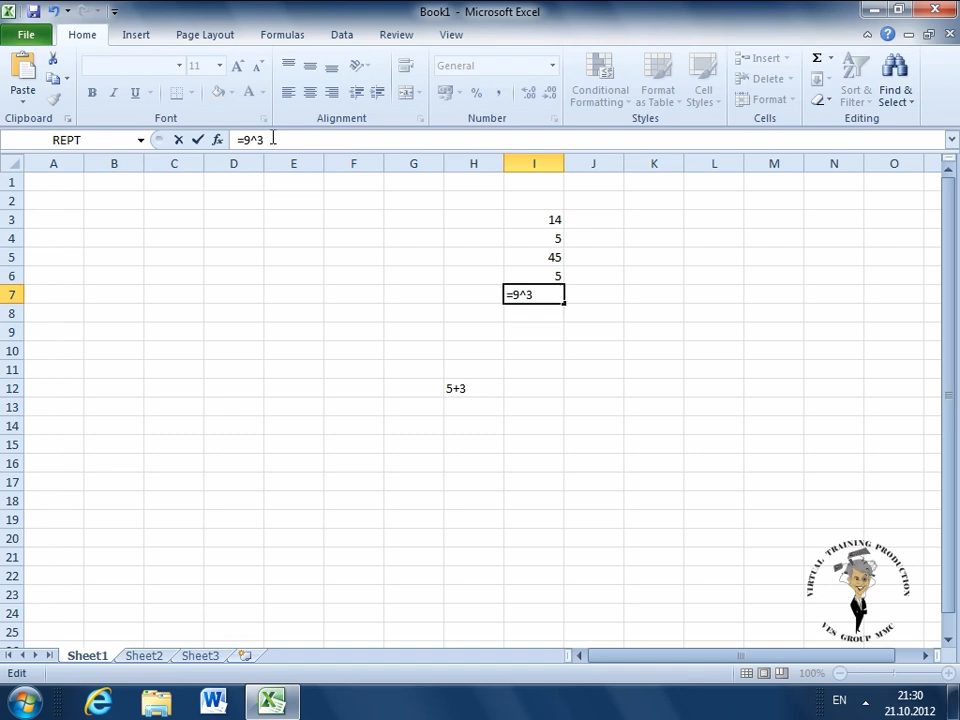 Book1 - Microsoft Excel
File Home Insert Page Layout Formulas Data Review View
Paste
11
General
Conditional Formatting
Format as Table
Cell Styles
Insert
Delete
Format
Sort & Filter
Find & Select
Clipboard Font Alignment Number Styles Cells Editing
REPT fx =9^3
A B C D E F G H I J K L M N O
1
2
3 14
4 5
5 45
6 5
7 =9^3
8
9
10
11
12 5+3
13
14
15
16
17
18
19
20
21
22
23
24
25
VIRTUAL TRAINING PRODUCTION
YES GROUP MMC
Sheet1 Sheet2 Sheet3
Edit 100%
EN 21:30
21.10.2012